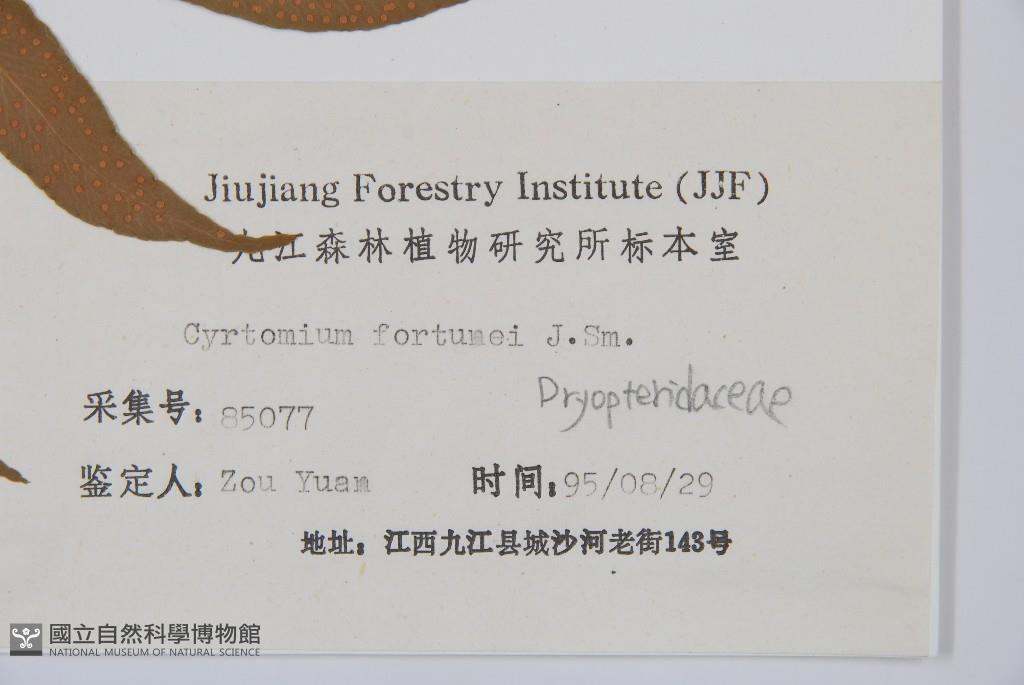 Jiujiang Forestry Institute (JJF)
九江森林植物研究所标本室
Cyrtomium fortunei J.Sm.
Dryopteridaceae
采集号: 85077
鉴定人: Zou Yuan 时间: 95/08/29
地址: 江西九江县城沙河老街143号
國立自然科學博物館
NATIONAL MUSEUM OF NATURAL SCIENCE